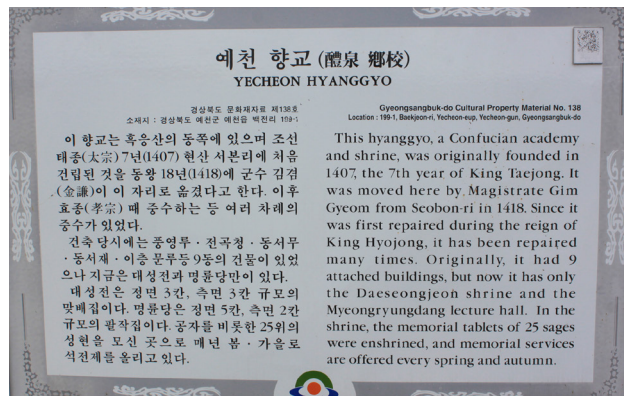 예천 향교 (醴泉 鄕校)
YECHEON HYANGGYO
경상북도 문화재자료 제138호
소재지 : 경상북도 예천군 예천읍 백전리 199-1
이 향교는 흑응산의 동쪽에 있으며 조선
태종(太宗) 7년(1407) 현산 서본리에 처음
건립된 것을 동왕 18년(1418)에 군수 김겸
(金謙)이 이 자리로 옮겼다고 한다. 이후
효종(孝宗) 때 중수하는 등 여러 차례의
중수가 있었다.
건축 당시에는 풍영루·전곡청·동서무
·동서재·이층 문루등 9동의 건물이 있었
으나 지금은 대성전과 명륜당만이 있다.
대성전은 정면 3칸, 측면 3칸 규모의
맞배집이다. 명륜당은 정면 5칸, 측면 2칸
규모의 팔작집이다. 공자를 비롯한 25위의
성현을 모신 곳으로 매년 봄·가을로
석전제를 올리고 있다.
Gyeongsangbuk-do Cultural Property Material No. 138
Location : 199-1, Baekjeon-ri, Yecheon-eup, Yecheon-gun, Gyeongsangbuk-do
This hyanggyo, a Confucian academy
and shrine, was originally founded in
1407, the 7th year of King Taejong. It
was moved here by Magistrate Gim
Gyeom from Seobon-ri in 1418. Since it
was first repaired during the reign of
King Hyojong, it has been repaired
many times. Originally, it had 9
attached buildings, but now it has only
the Daeseongjeon shrine and the
Myeongryungdang lecture hall. In the
shrine, the memorial tablets of 25 sages
were enshrined, and memorial services
are offered every spring and autumn.